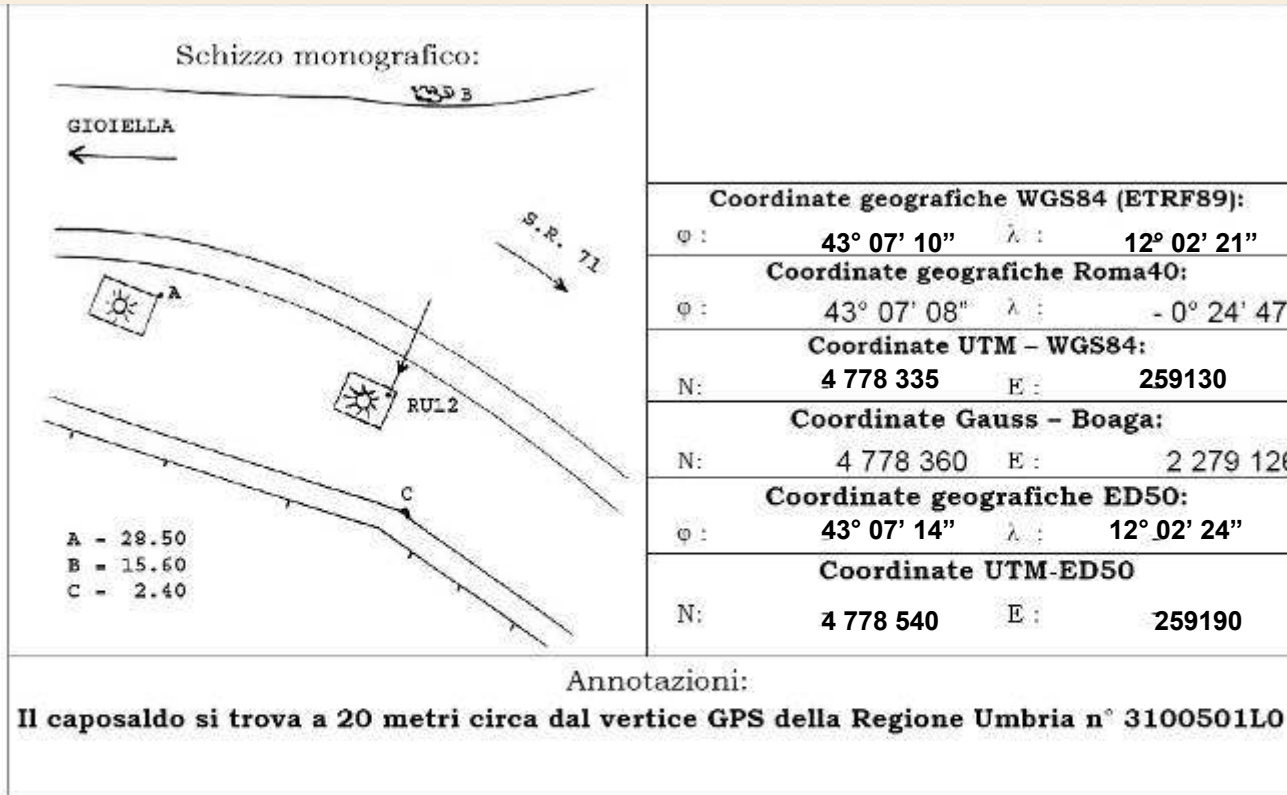 Schizzo monografico:
B
GIOIELLA
S.R. 71
A
RUL2
C
A = 28.50
B = 15.60
C = 2.40
Coordinate geografiche WGS84 (ETRF89):
φ : 43° 07' 10” λ : 12° 02' 21”
Coordinate geografiche Roma40:
φ : 43° 07' 08" λ : - 0° 24' 47
Coordinate UTM – WGS84:
N: 4 778 335 E : 259130
Coordinate Gauss – Boaga:
N: 4 778 360 E : 2 279 126
Coordinate geografiche ED50:
φ : 43° 07' 14” λ : 12° 02' 24”
Coordinate UTM-ED50
N: 4 778 540 E : 259190
Annotazioni:
Il caposaldo si trova a 20 metri circa dal vertice GPS della Regione Umbria n° 3100501L0